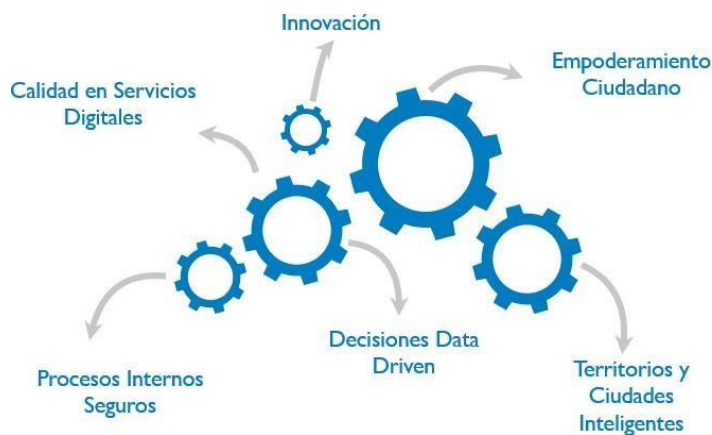 Innovación
Empoderamiento
Ciudadano
Calidad en Servicios
Digitales
Decisiones Data
Driven
Procesos Internos
Seguros
Territorios y
Ciudades
Inteligentes